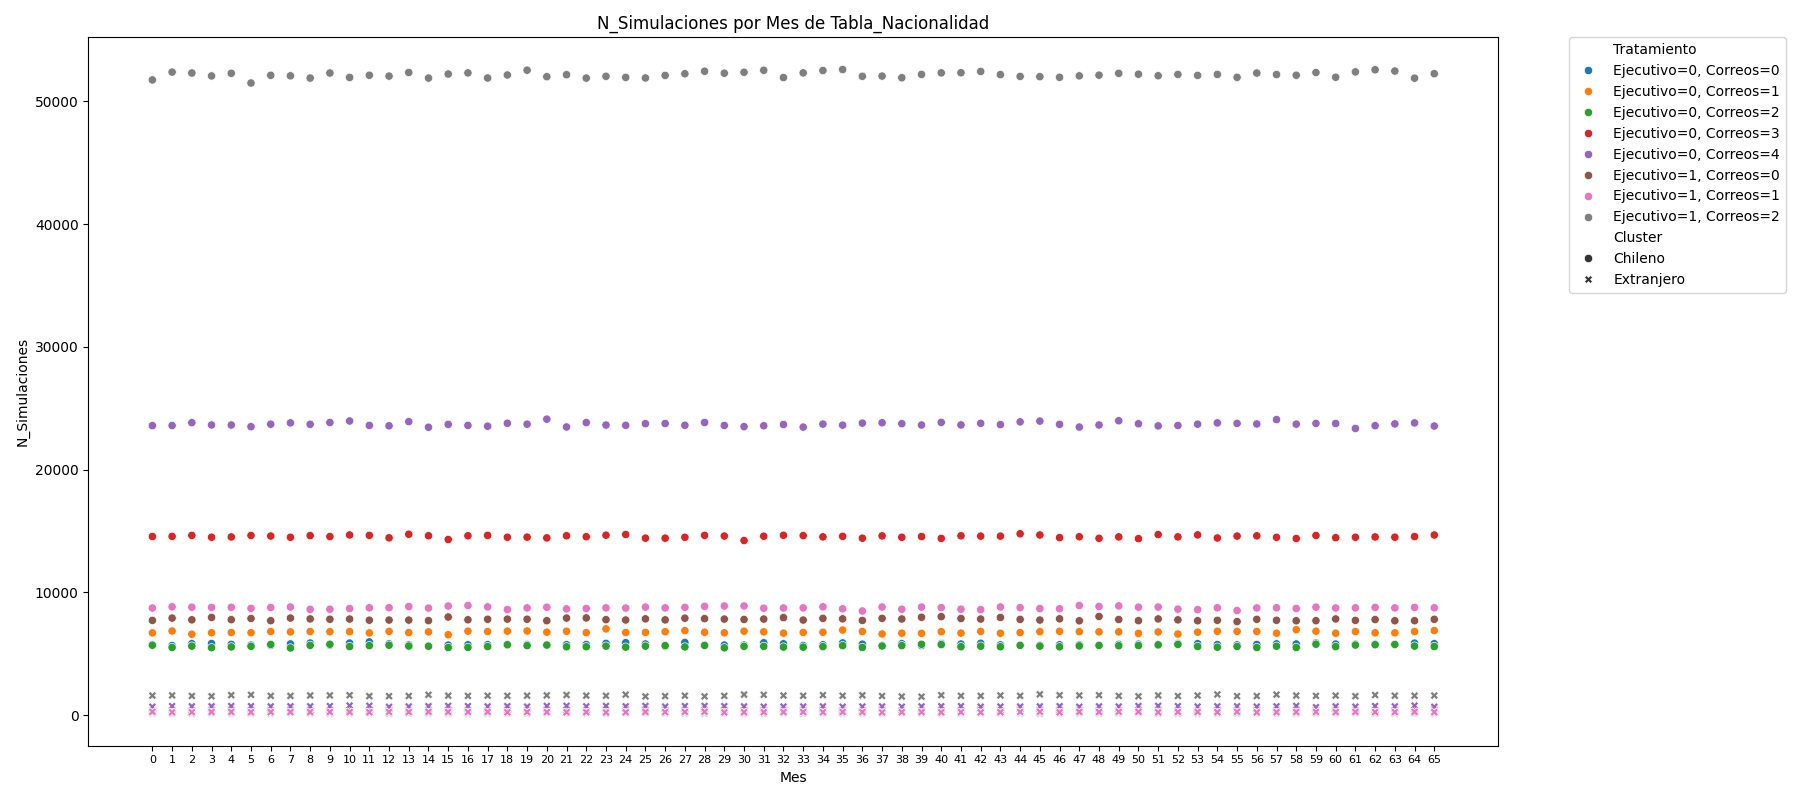 N_Simulaciones por Mes de Tabla_Nacionalidad
Tratamiento
Ejecutivo=0, Correos=0
Ejecutivo=0, Correos=1
Ejecutivo=0, Correos=2
Ejecutivo=0, Correos=3
Ejecutivo=0, Correos=4
Ejecutivo=1, Correos=0
Ejecutivo=1, Correos=1
Ejecutivo=1, Correos=2
Cluster
Chileno
Extranjero
N_Simulaciones
50000
40000
30000
20000
10000
0
0 1 2 3 4 5 6 7 8 9 10 11 12 13 14 15 16 17 18 19 20 21 22 23 24 25 26 27 28 29 30 31 32 33 34 35 36 37 38 39 40 41 42 43 44 45 46 47 48 49 50 51 52 53 54 55 56 57 58 59 60 61 62 63 64 65
Mes